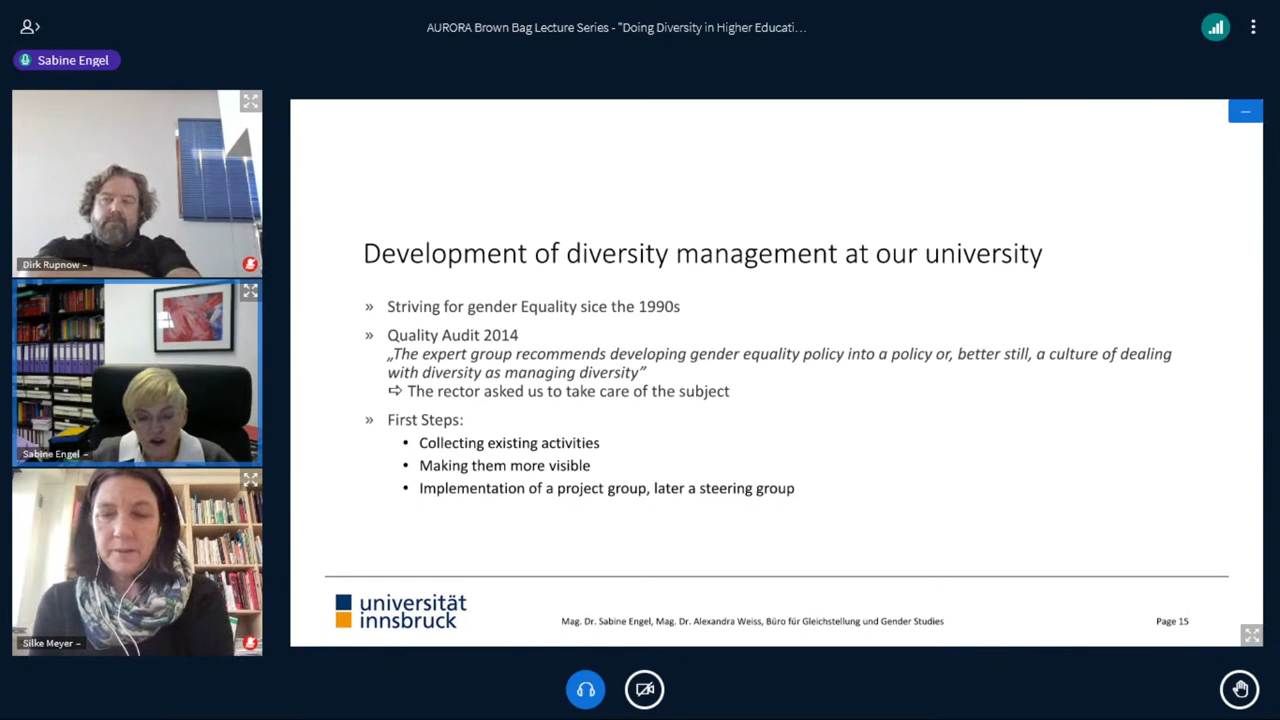 AURORA Brown Bag Lecture Series - "Doing Diversity in Higher Educati...
Sabine Engel
Dirk Rupnow –
Sabine Engel –
Silke Meyer –
Development of diversity management at our university
» Striving for gender Equality sice the 1990s
» Quality Audit 2014
„The expert group recommends developing gender equality policy into a policy or, better still, a culture of dealing
with diversity as managing diversity”
⇨ The rector asked us to take care of the subject
» First Steps:
• Collecting existing activities
• Making them more visible
• Implementation of a project group, later a steering group
universität
innsbruck
Mag. Dr. Sabine Engel, Mag. Dr. Alexandra Weiss, Büro für Gleichstellung und Gender Studies
Page 15